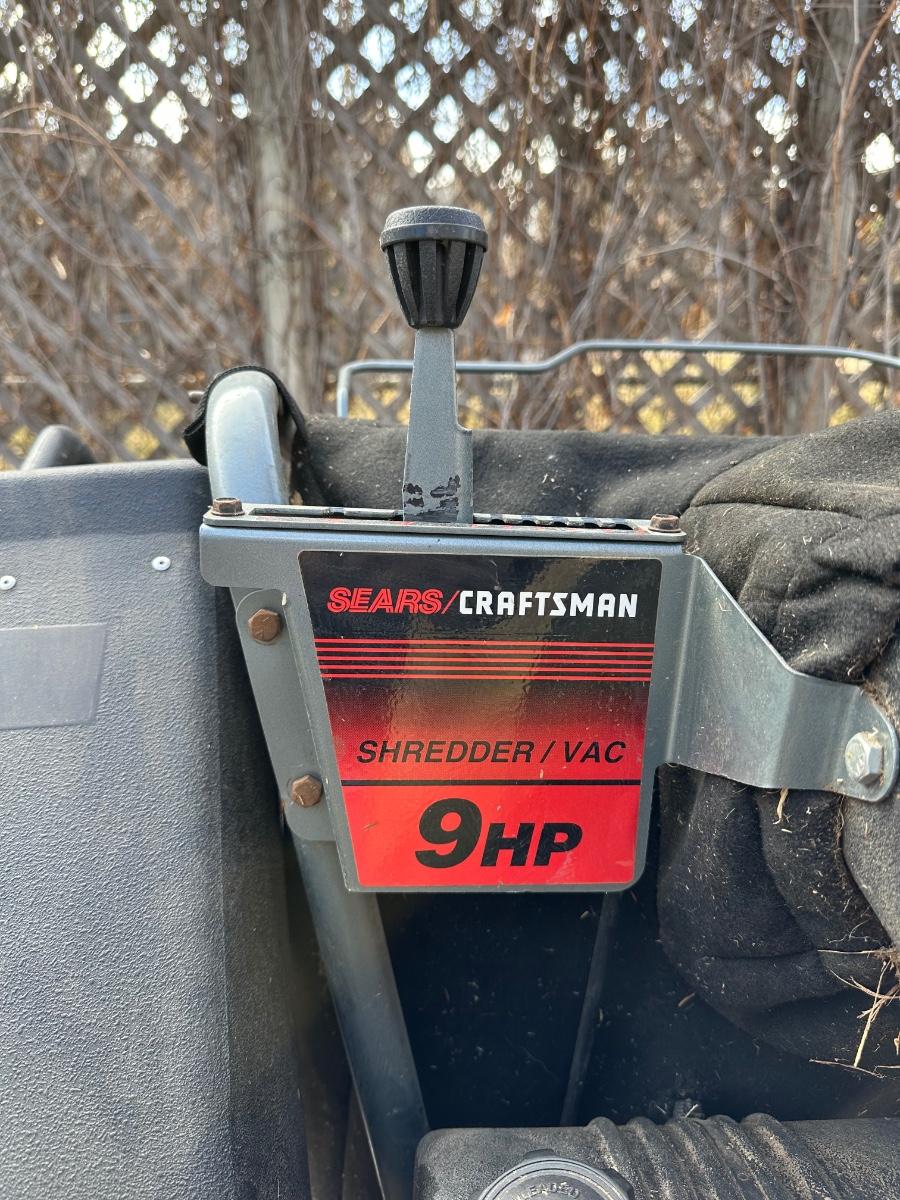 SEARS/CRAFTSMAN
SHREDDER / VAC
9HP